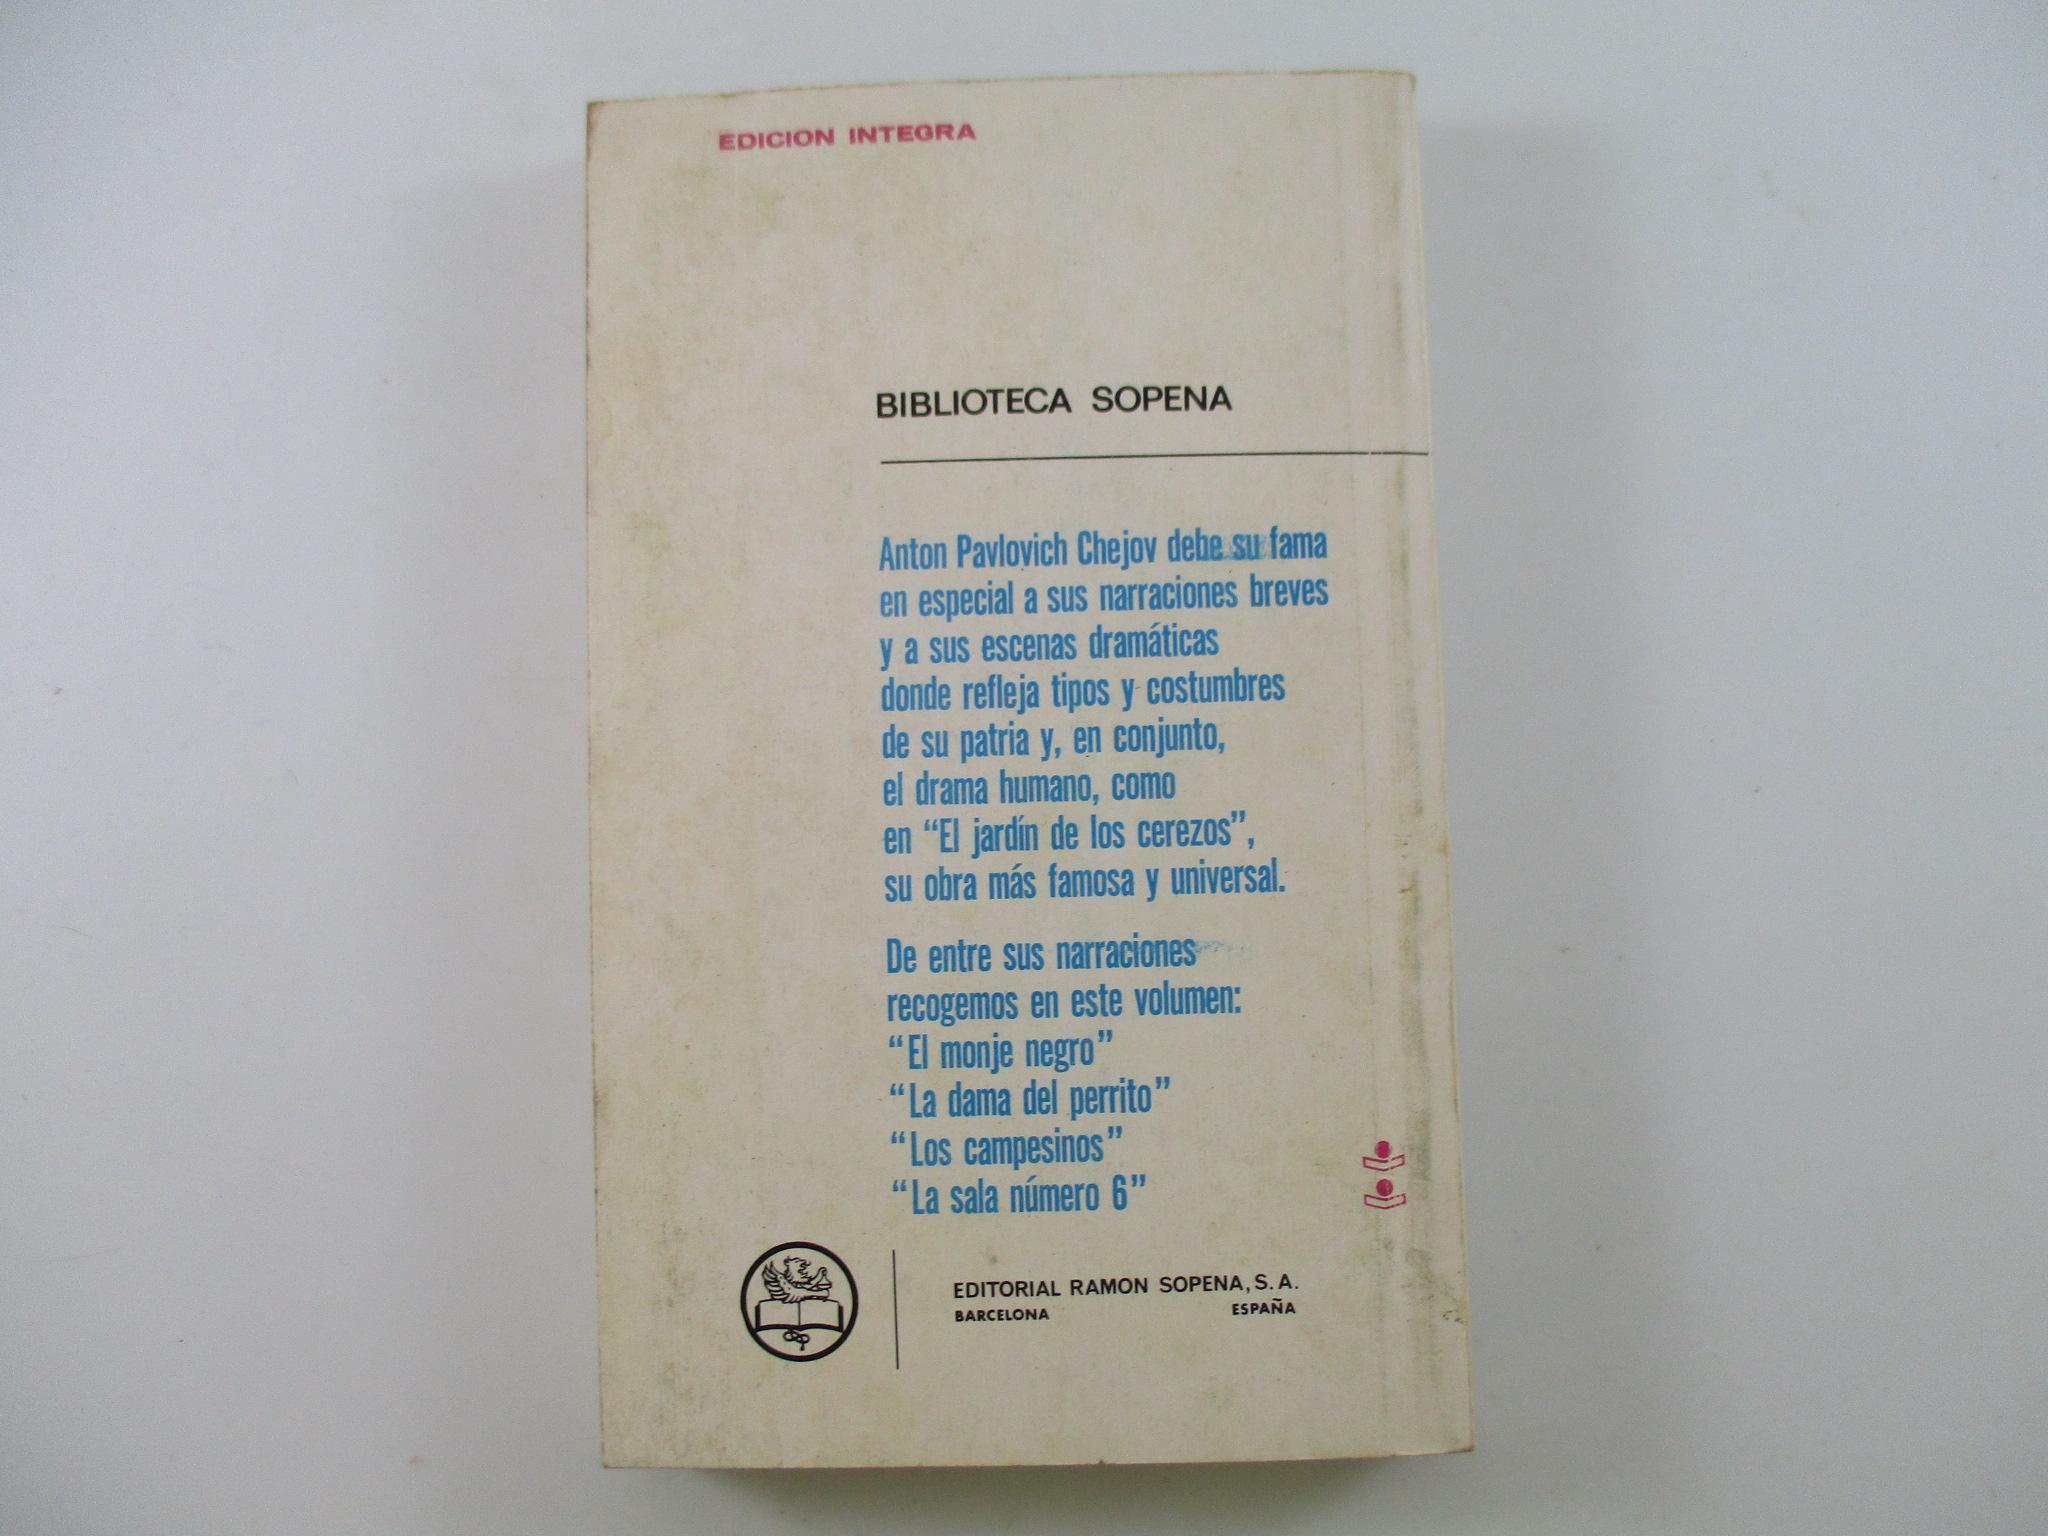 EDICION INTEGRA
BIBLIOTECA SOPENA
Anton Pavlovich Chejov debe su fama
en especial a sus narraciones breves
y a sus escenas dramáticas
donde refleja tipos y costumbres
de su patria y, en conjunto,
el drama humano, como
en “El jardín de los cerezos”,
su obra más famosa y universal.
De entre sus narraciones
recogemos en este volumen:
“El monje negro”
“La dama del perrito”
“Los campesinos”
“La sala número 6”
EDITORIAL RAMON SOPENA, S. A.
BARCELONA ESPAÑA